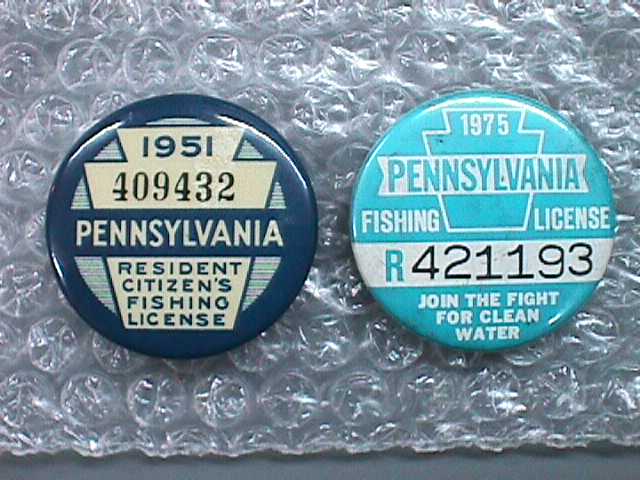 1951
409432
PENNSYLVANIA
RESIDENT
CITIZEN'S
FISHING
LICENSE
1975
PENNSYLVANIA
FISHING LICENSE
R 421193
JOIN THE FIGHT
FOR CLEAN
WATER